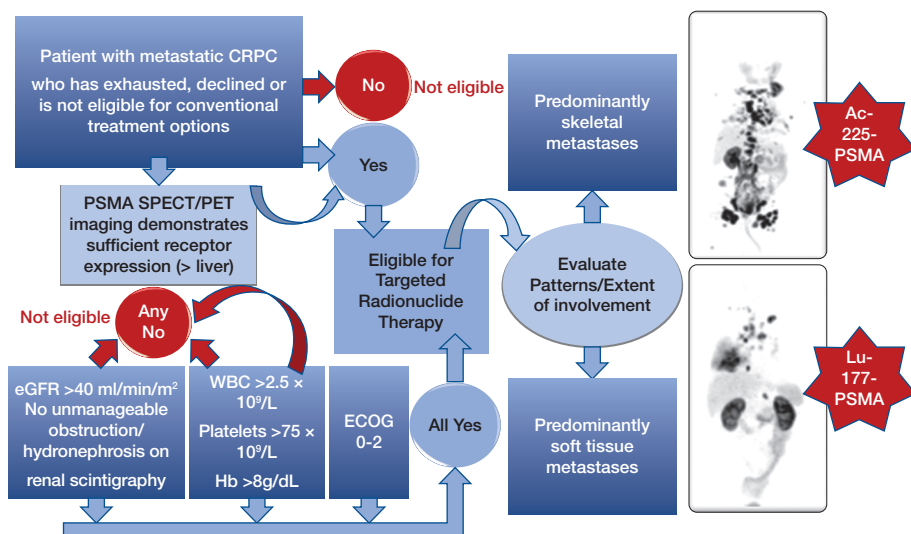 Patient with metastatic CRPC
who has exhausted, declined or
is not eligible for conventional
treatment options
No
Not eligible
Yes
PSMA SPECT/PET
imaging demonstrates
sufficient receptor
expression (> liver)
Not eligible
Any
No
eGFR >40 ml/min/m²
No unmanageable
obstruction/
hydronephrosis on
renal scintigraphy
WBC >2.5 ×
10⁹/L
Platelets >75 ×
10⁹/L
Hb >8g/dL
ECOG
0-2
All Yes
Eligible for
Targeted
Radionuclide
Therapy
Evaluate
Patterns/Extent
of involvement
Predominantly
skeletal
metastases
Predominantly
soft tissue
metastases
Ac-
225-
PSMA
Lu-
177-
PSMA